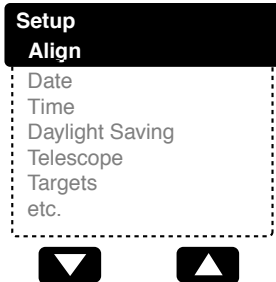 Setup
Align
Date
Time
Daylight Saving
Telescope
Targets
etc.